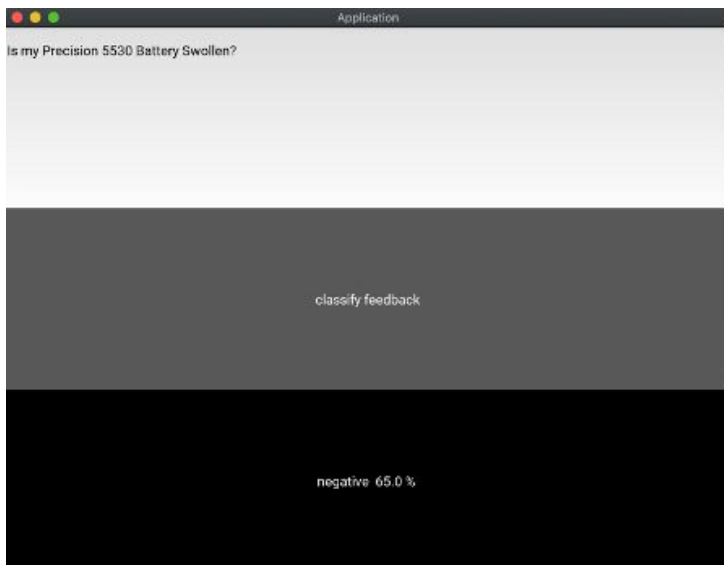 Application
Is my Precision 5530 Battery Swollen?
classify feedback
negative 65.0 %